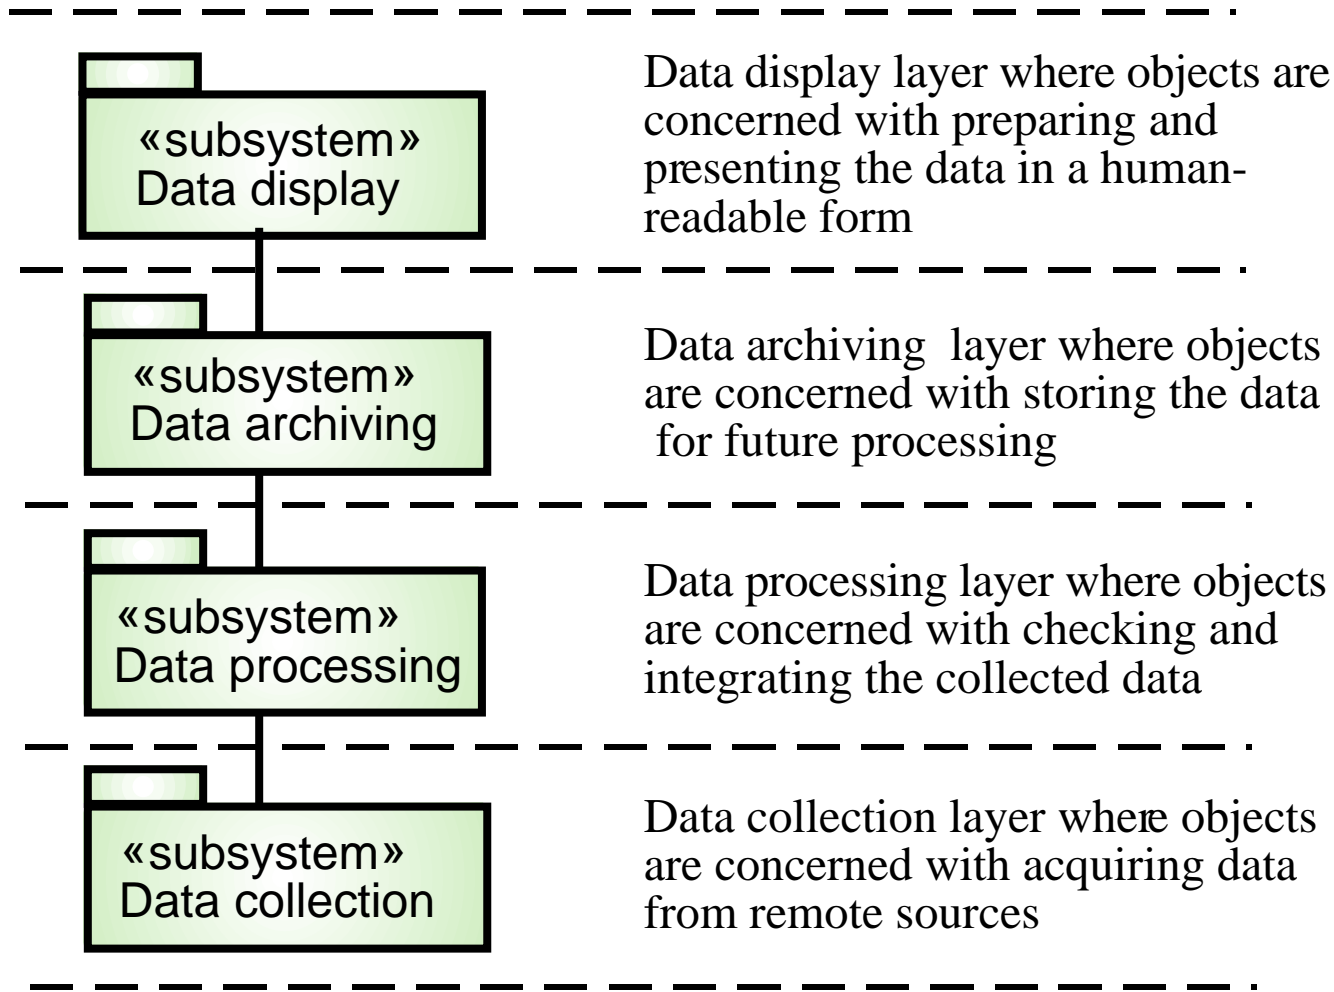 «subsystem»
Data display
Data display layer where objects are
concerned with preparing and
presenting the data in a human-
readable form
«subsystem»
Data archiving
Data archiving layer where objects
are concerned with storing the data
for future processing
«subsystem»
Data processing
Data processing layer where objects
are concerned with checking and
integrating the collected data
«subsystem»
Data collection
Data collection layer where objects
are concerned with acquiring data
from remote sources